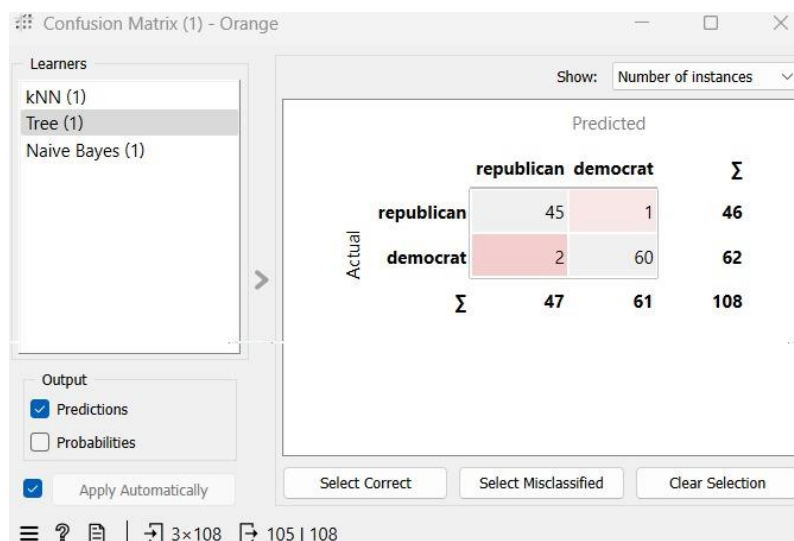 Confusion Matrix (1) - Orange
Learners
kNN (1)
Tree (1)
Naive Bayes (1)
Show: Number of instances
Predicted
republican democrat Σ
republican 45 1 46
Actual
democrat 2 60 62
Σ 47 61 108
Output
Predictions
Probabilities
Apply Automatically
Select Correct Select Misclassified Clear Selection
3×108 105 | 108